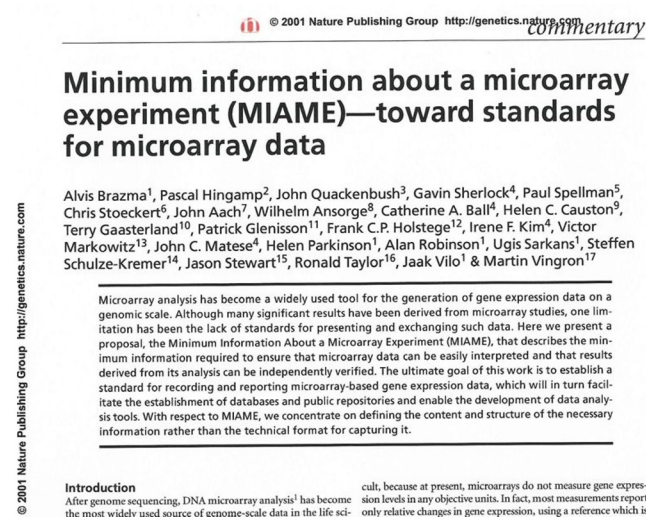 © 2001 Nature Publishing Group http://genetics.nature.com
commentary
Minimum information about a microarray
experiment (MIAME)—toward standards
for microarray data
Alvis Brazma1, Pascal Hingamp2, John Quackenbush3, Gavin Sherlock4, Paul Spellman5,
Chris Stoeckert6, John Aach7, Wilhelm Ansorge8, Catherine A. Ball4, Helen C. Causton9,
Terry Gaasterland10, Patrick Glenisson11, Frank C.P. Holstege12, Irene F. Kim4, Victor
Markowitz13, John C. Matese4, Helen Parkinson1, Alan Robinson1, Ugis Sarkans1, Steffen
Schulze-Kremer14, Jason Stewart15, Ronald Taylor16, Jaak Vilo1 & Martin Vingron17
Microarray analysis has become a widely used tool for the generation of gene expression data on a
genomic scale. Although many significant results have been derived from microarray studies, one lim-
itation has been the lack of standards for presenting and exchanging such data. Here we present a
proposal, the Minimum Information About a Microarray Experiment (MIAME), that describes the min-
imum information required to ensure that microarray data can be easily interpreted and that results
derived from its analysis can be independently verified. The ultimate goal of this work is to establish a
standard for recording and reporting microarray-based gene expression data, which will in turn facil-
itate the establishment of databases and public repositories and enable the development of data analy-
sis tools. With respect to MIAME, we concentrate on defining the content and structure of the necessary
information rather than the technical format for capturing it.
Introduction
After genome sequencing, DNA microarray analysis1 has become
the most widely used source of genome-scale data in the life sci-
cult, because at present, microarrays do not measure gene expres-
sion levels in any objective units. In fact, most measurements report
only relative changes in gene expression, using a reference which is
© 2001 Nature Publishing Group http://genetics.nature.com